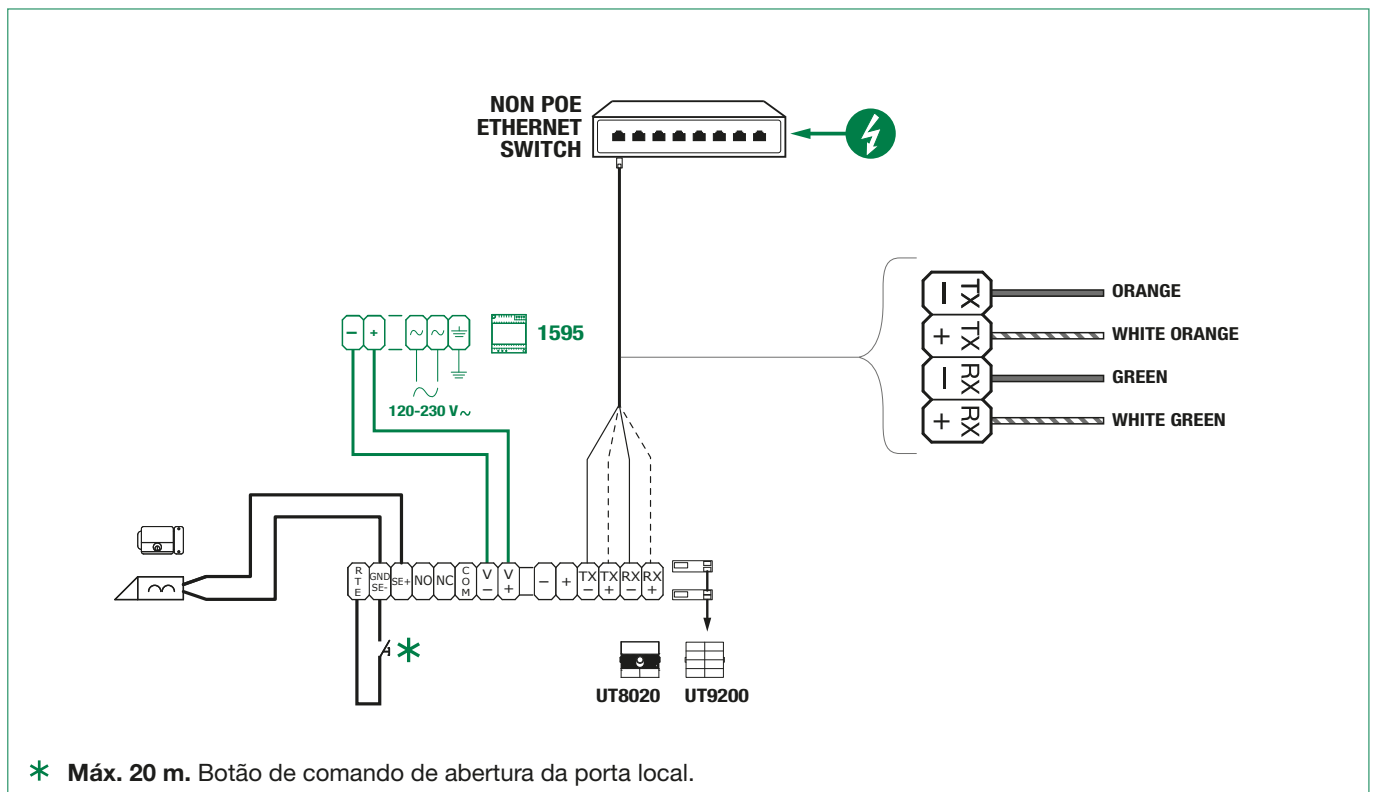 NON POE
ETHERNET
SWITCH
TX − ORANGE
TX + WHITE ORANGE
RX − GREEN
RX + WHITE GREEN
− + ~ ~
1595
120-230 V~
RTE GND SE- SE+ NO NC COM V− V+ − + TX− TX+ RX− RX+
UT8020 UT9200
* Máx. 20 m. Botão de comando de abertura da porta local.